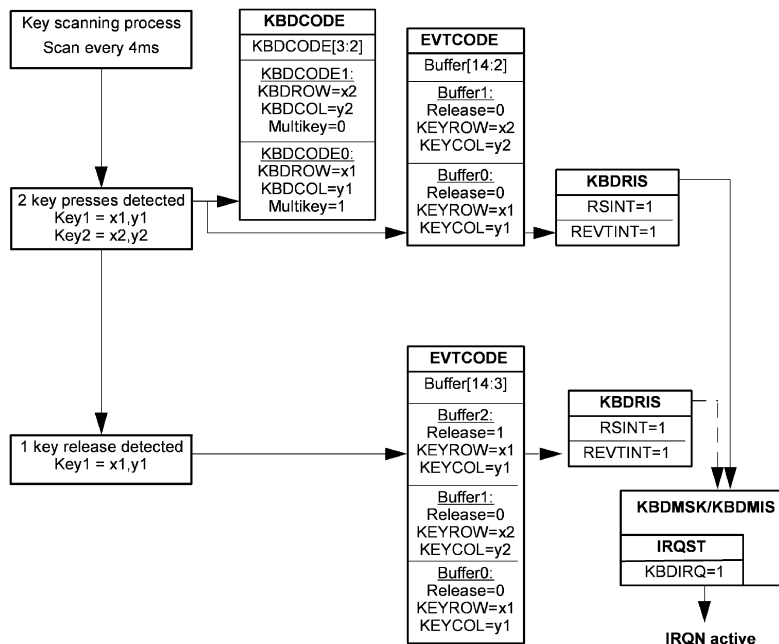 Key scanning process
Scan every 4ms
KBDCODE
KBDCODE[3:2]
KBDCODE1:
KBDROW=x2
KBDCOL=y2
Multikey=0
KBDCODE0:
KBDROW=x1
KBDCOL=y1
Multikey=1
EVTCODE
Buffer[14:2]
Buffer1:
Release=0
KEYROW=x2
KEYCOL=y2
Buffer0:
Release=0
KEYROW=x1
KEYCOL=y1
KBDRIS
RSINT=1
REVTINT=1
2 key presses detected
Key1 = x1,y1
Key2 = x2,y2
EVTCODE
Buffer[14:3]
Buffer2:
Release=1
KEYROW=x1
KEYCOL=y1
Buffer1:
Release=0
KEYROW=x2
KEYCOL=y2
Buffer0:
Release=0
KEYROW=x1
KEYCOL=y1
KBDRIS
RSINT=1
REVTINT=1
1 key release detected
Key1 = x1,y1
KBDMSK/KBDMIS
IRQST
KBDIRQ=1
IRQN active